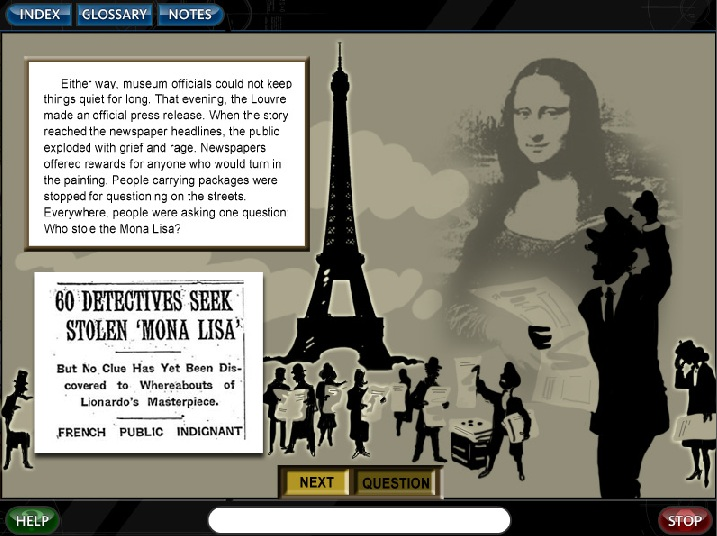 INDEX GLOSSARY NOTES
Either way, museum officials could not keep
things quiet for long. That evening, the Louvre
made an official press release. When the story
reached the newspaper headlines, the public
exploded with grief and rage. Newspapers
offered rewards for anyone who would turn in
the painting. People carrying packages were
stopped for questioning on the streets.
Everywhere, people were asking one question
Who stole the Mona Lisa?
60 DETECTIVES SEEK
STOLEN 'MONA LISA'
But No Clue Has Yet Been Dis-
covered to Whereabouts of
Lionardo's Masterpiece.
FRENCH PUBLIC INDIGNANT
NEXT QUESTION
HELP STOP